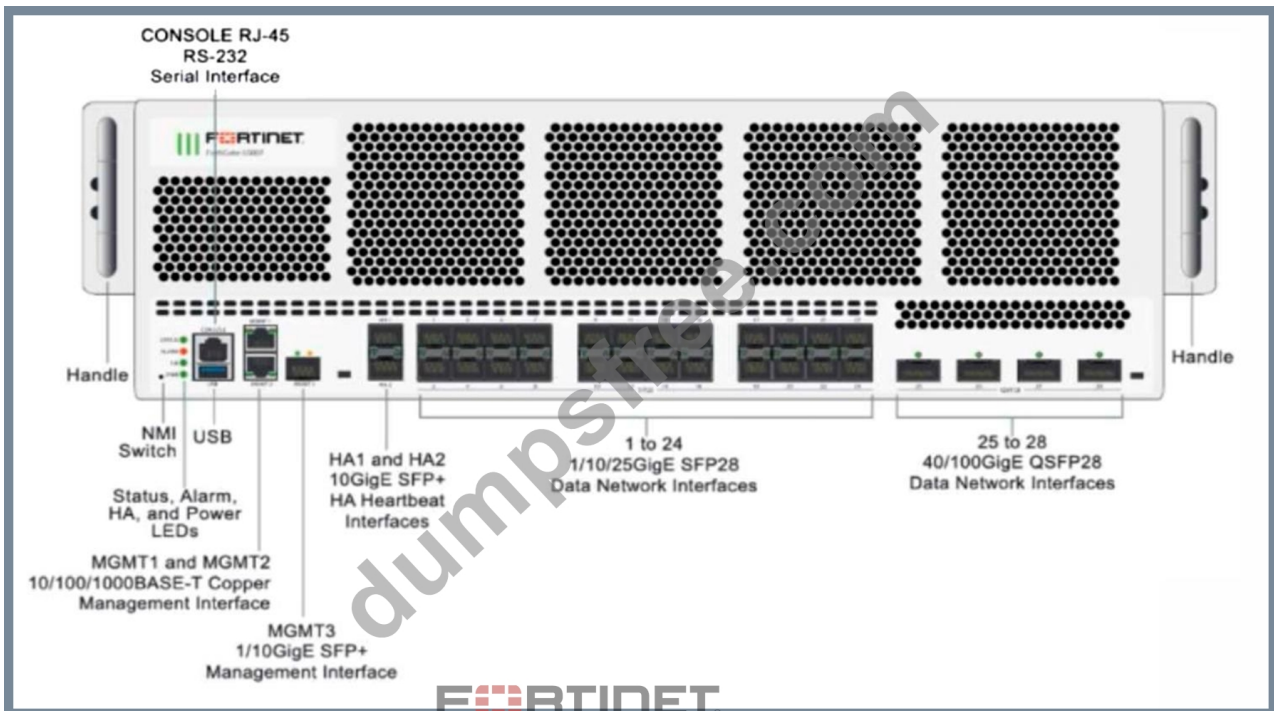 CONSOLE RJ-45
RS-232
Serial Interface
FORTINET
CONSOLE
USB
Handle
NMI
Switch
USB
Status, Alarm,
HA, and Power
LEDs
MGMT1 and MGMT2
10/100/1000BASE-T Copper
Management Interface
MGMT3
1/10GigE SFP+
Management Interface
HA1 and HA2
10GigE SFP+
HA Heartbeat
Interfaces
1 to 24
1/10/25GigE SFP28
Data Network Interfaces
25 to 28
40/100GigE QSFP28
Data Network Interfaces
Handle
dumpsfree.com
FORTINET